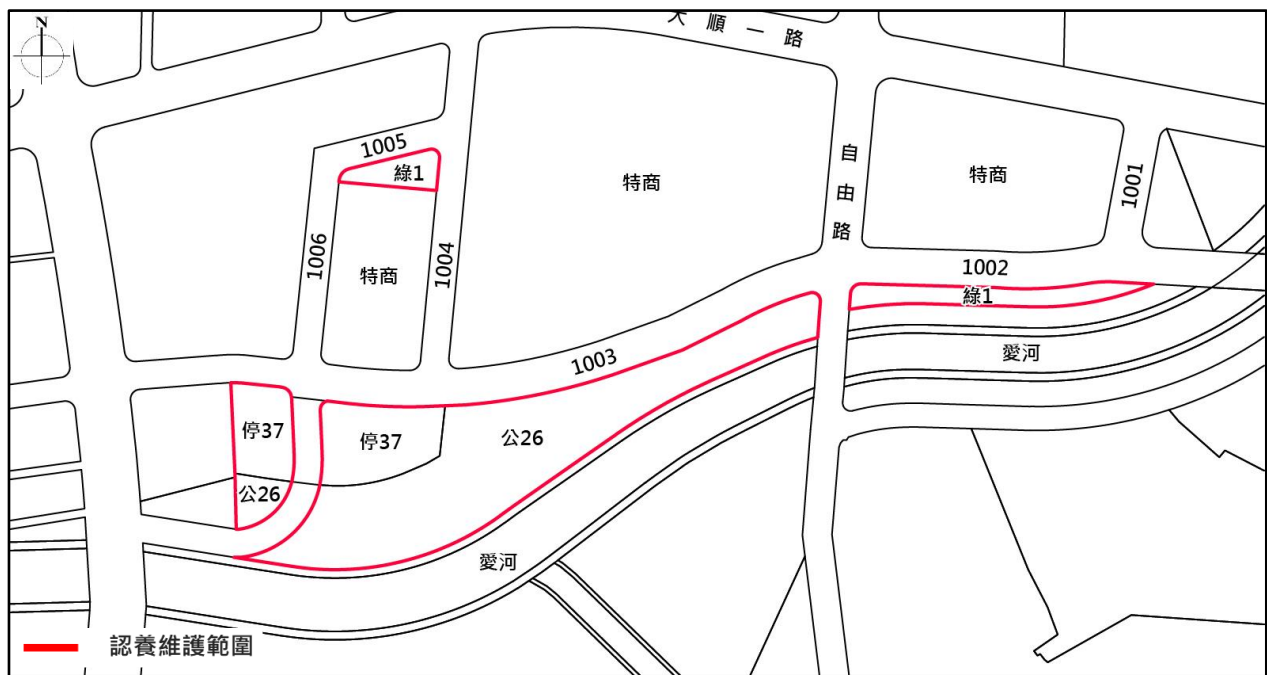 N
大順一路
1005
綠1
特商
自由路
特商
1001
1006
特商
1004
1002
綠1
愛河
1003
停37
停37
公26
公26
愛河
認養維護範圍